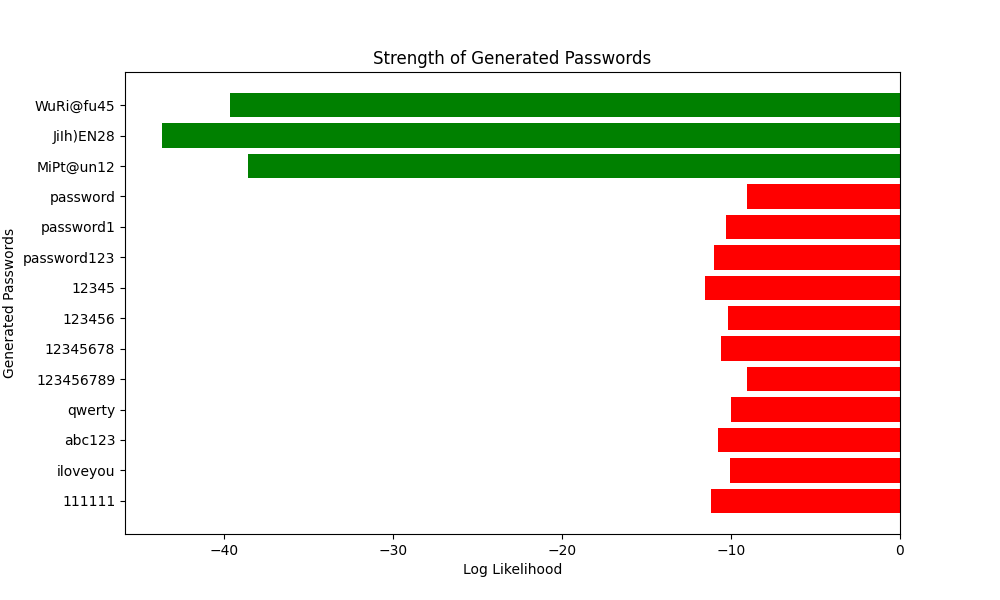 Strength of Generated Passwords
Generated Passwords
WuRi@fu45
JiIh)EN28
MiPt@un12
password
password1
password123
12345
123456
12345678
123456789
qwerty
abc123
iloveyou
111111
−40 −30 −20 −10 0
Log Likelihood